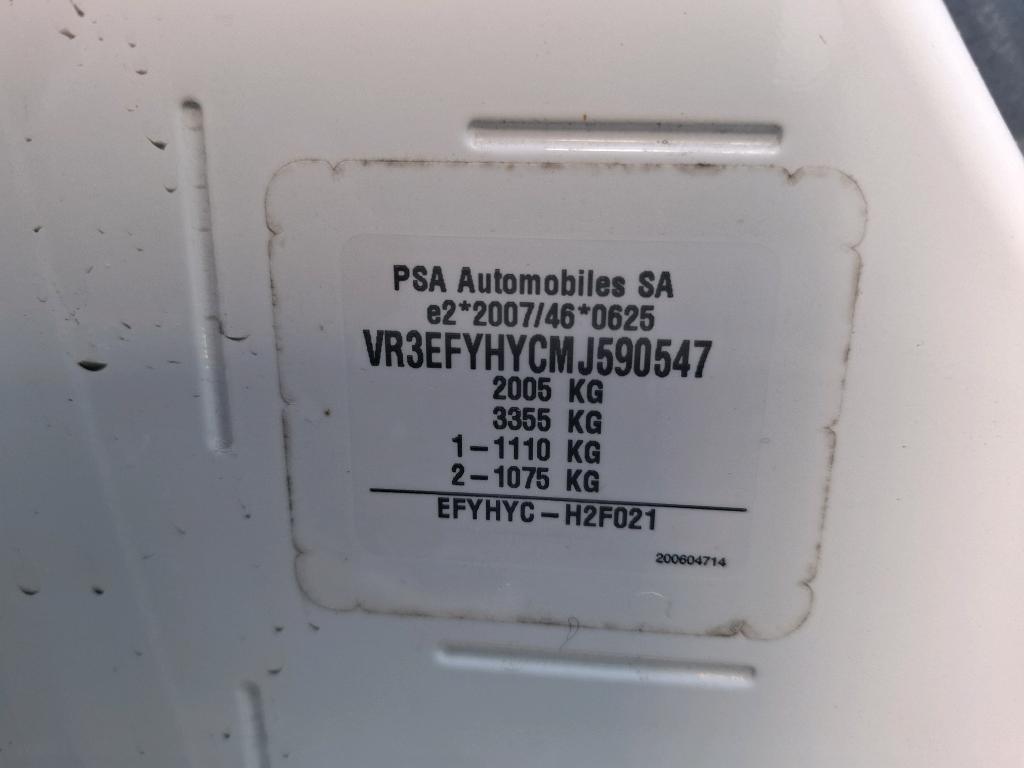 PSA Automobiles SA
e2*2007/46*0625
VR3EFYHYCMJ590547
2005 KG
3355 KG
1-1110 KG
2-1075 KG
EFYHYC-H2F021
200604714